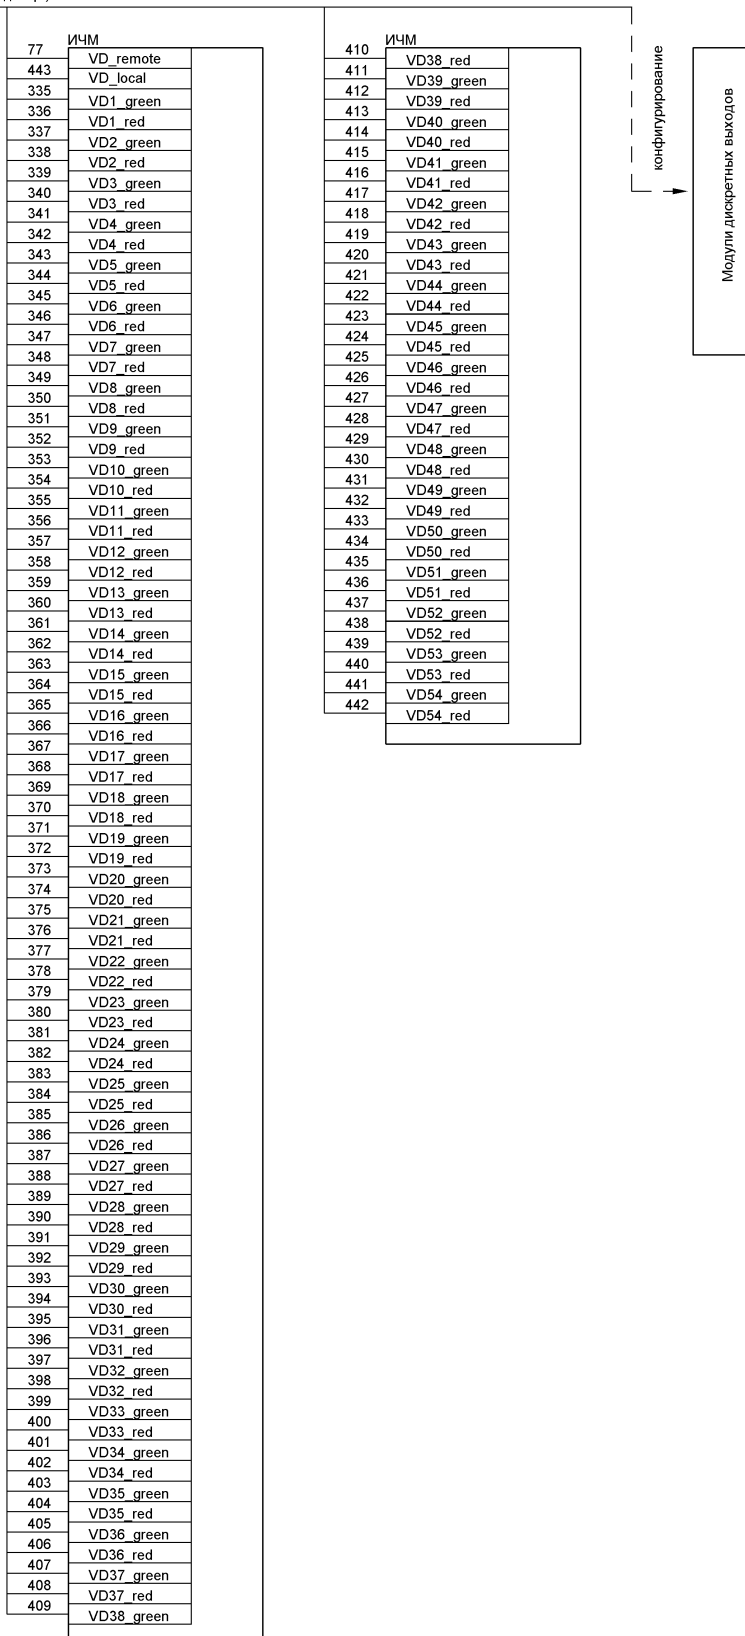 ИЧМ
77 VD_remote
443 VD_local
335 VD1_green
336 VD1_red
337 VD2_green
338 VD2_red
339 VD3_green
340 VD3_red
341 VD4_green
342 VD4_red
343 VD5_green
344 VD5_red
345 VD6_green
346 VD6_red
347 VD7_green
348 VD7_red
349 VD8_green
350 VD8_red
351 VD9_green
352 VD9_red
353 VD10_green
354 VD10_red
355 VD11_green
356 VD11_red
357 VD12_green
358 VD12_red
359 VD13_green
360 VD13_red
361 VD14_green
362 VD14_red
363 VD15_green
364 VD15_red
365 VD16_green
366 VD16_red
367 VD17_green
368 VD17_red
369 VD18_green
370 VD18_red
371 VD19_green
372 VD19_red
373 VD20_green
374 VD20_red
375 VD21_green
376 VD21_red
377 VD22_green
378 VD22_red
379 VD23_green
380 VD23_red
381 VD24_green
382 VD24_red
383 VD25_green
384 VD25_red
385 VD26_green
386 VD26_red
387 VD27_green
388 VD27_red
389 VD28_green
390 VD28_red
391 VD29_green
392 VD29_red
393 VD30_green
394 VD30_red
395 VD31_green
396 VD31_red
397 VD32_green
398 VD32_red
399 VD33_green
400 VD33_red
401 VD34_green
402 VD34_red
403 VD35_green
404 VD35_red
405 VD36_green
406 VD36_red
407 VD37_green
408 VD37_red
409 VD38_green
ИЧМ
410 VD38_red
411 VD39_green
412 VD39_red
413 VD40_green
414 VD40_red
415 VD41_green
416 VD41_red
417 VD42_green
418 VD42_red
419 VD43_green
420 VD43_red
421 VD44_green
422 VD44_red
423 VD45_green
424 VD45_red
425 VD46_green
426 VD46_red
427 VD47_green
428 VD47_red
429 VD48_green
430 VD48_red
431 VD49_green
432 VD49_red
433 VD50_green
434 VD50_red
435 VD51_green
436 VD51_red
437 VD52_green
438 VD52_red
439 VD53_green
440 VD53_red
441 VD54_green
442 VD54_red
конфигурирование
Модули дискретных выходов